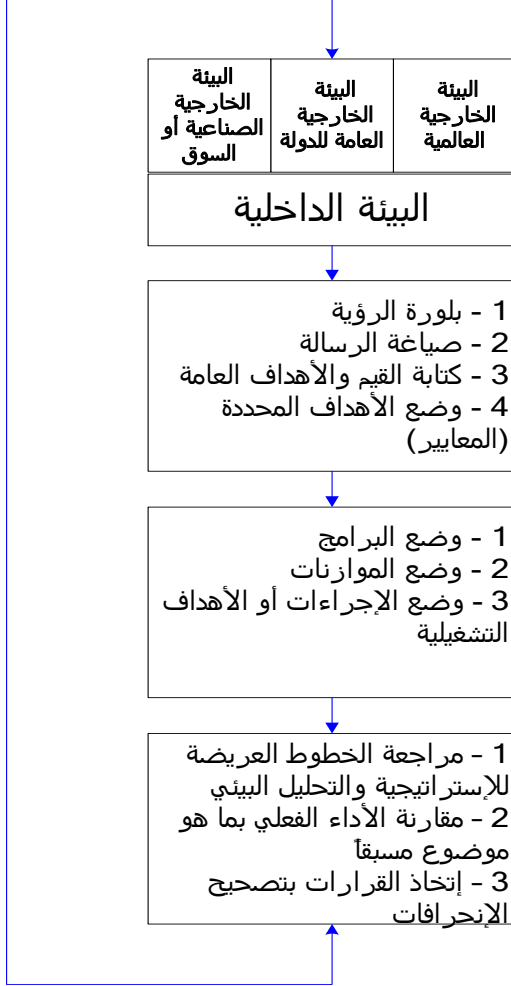 البيئة
الخارجية
العالمية
البيئة
الخارجية
العامة للدولة
البيئة
الخارجية
الصناعية أو
السوق
البيئة الداخلية
1 - بلورة الرؤية
2 - صياغة الرسالة
3 - كتابة القيم والأهداف العامة
4 - وضع الأهداف المحددة
(المعايير)
1 - وضع البرامج
2 - وضع الموازنات
3 - وضع الإجراءات أو الأهداف
التشغيلية
1 - مراجعة الخطوط العريضة
للإستراتيجية والتحليل البيئي
2 - مقارنة الأداء الفعلي بما هو
موضوع مسبقاً
3 - إتخاذ القرارات بتصحيح
الإنحرافات